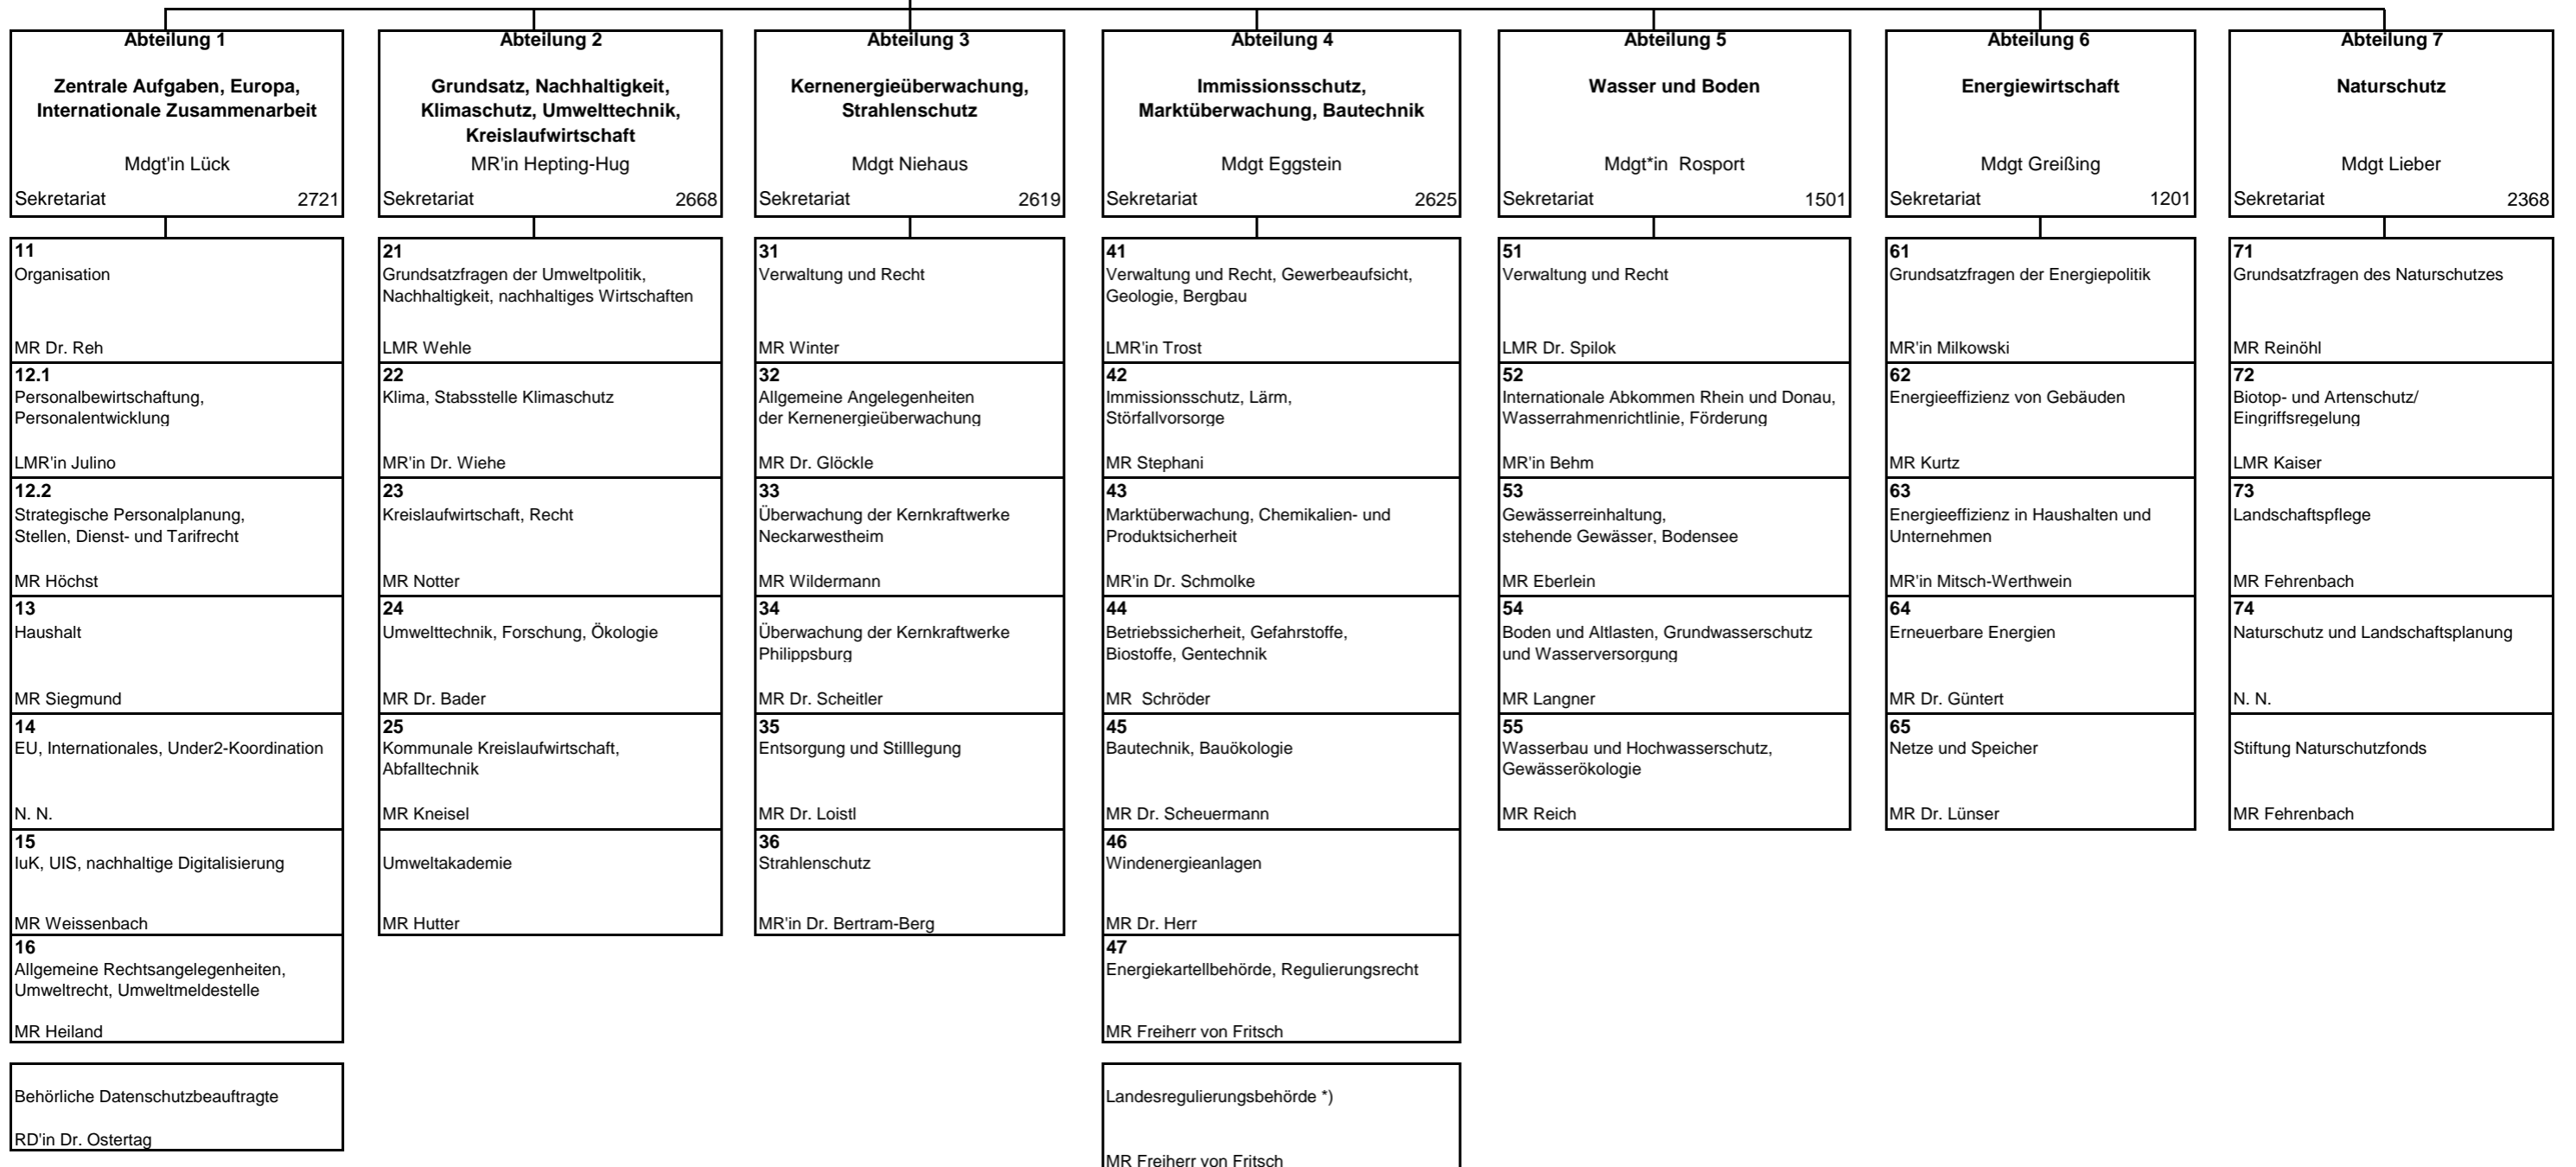 Abteilung 1
Zentrale Aufgaben, Europa,
Internationale Zusammenarbeit
Mdgt'in Lück
Sekretariat 2721
11
Organisation
MR Dr. Reh
12.1
Personalbewirtschaftung,
Personalentwicklung
LMR'in Julino
12.2
Strategische Personalplanung,
Stellen, Dienst- und Tarifrecht
MR Höchst
13
Haushalt
MR Siegmund
14
EU, Internationales, Under2-Koordination
N. N.
15
IuK, UIS, nachhaltige Digitalisierung
MR Weissenbach
16
Allgemeine Rechtsangelegenheiten,
Umweltrecht, Umweltmeldestelle
MR Heiland
Behörliche Datenschutzbeauftragte
RD'in Dr. Ostertag
Abteilung 2
Grundsatz, Nachhaltigkeit,
Klimaschutz, Umwelttechnik,
Kreislaufwirtschaft
MR'in Hepting-Hug
Sekretariat 2668
21
Grundsatzfragen der Umweltpolitik,
Nachhaltigkeit, nachhaltiges Wirtschaften
LMR Wehle
22
Klima, Stabsstelle Klimaschutz
MR'in Dr. Wiehe
23
Kreislaufwirtschaft, Recht
MR Notter
24
Umwelttechnik, Forschung, Ökologie
MR Dr. Bader
25
Kommunale Kreislaufwirtschaft,
Abfalltechnik
MR Kneisel
Umweltakademie
MR Hutter
Abteilung 3
Kernenergieüberwachung,
Strahlenschutz
Mdgt Niehaus
Sekretariat 2619
31
Verwaltung und Recht
MR Winter
32
Allgemeine Angelegenheiten
der Kernenergieüberwachung
MR Dr. Glöckle
33
Überwachung der Kernkraftwerke
Neckarwestheim
MR Wildermann
34
Überwachung der Kernkraftwerke
Philippsburg
MR Dr. Scheitler
35
Entsorgung und Stilllegung
MR Dr. Loistl
36
Strahlenschutz
MR'in Dr. Bertram-Berg
Abteilung 4
Immissionsschutz,
Marktüberwachung, Bautechnik
Mdgt Eggstein
Sekretariat 2625
41
Verwaltung und Recht, Gewerbeaufsicht,
Geologie, Bergbau
LMR'in Trost
42
Immissionsschutz, Lärm,
Störfallvorsorge
MR Stephani
43
Marktüberwachung, Chemikalien- und
Produktsicherheit
MR'in Dr. Schmolke
44
Betriebssicherheit, Gefahrstoffe,
Biostoffe, Gentechnik
MR  Schröder
45
Bautechnik, Bauökologie
MR Dr. Scheuermann
46
Windenergieanlagen
MR Dr. Herr
47
Energiekartellbehörde, Regulierungsrecht
MR Freiherr von Fritsch
Landesregulierungsbehörde *)
MR Freiherr von Fritsch
Abteilung 5
Wasser und Boden
Mdgt*in  Rosport
Sekretariat 1501
51
Verwaltung und Recht
LMR Dr. Spilok
52
Internationale Abkommen Rhein und Donau,
Wasserrahmenrichtlinie, Förderung
MR'in Behm
53
Gewässerreinhaltung,
stehende Gewässer, Bodensee
MR Eberlein
54
Boden und Altlasten, Grundwasserschutz
und Wasserversorgung
MR Langner
55
Wasserbau und Hochwasserschutz,
Gewässerökologie
MR Reich
Abteilung 6
Energiewirtschaft
Mdgt Greißing
Sekretariat 1201
61
Grundsatzfragen der Energiepolitik
MR'in Milkowski
62
Energieeffizienz von Gebäuden
MR Kurtz
63
Energieeffizienz in Haushalten und
Unternehmen
MR'in Mitsch-Werthwein
64
Erneuerbare Energien
MR Dr. Güntert
65
Netze und Speicher
MR Dr. Lünser
Abteilung 7
Naturschutz
Mdgt Lieber
Sekretariat 2368
71
Grundsatzfragen des Naturschutzes
MR Reinöhl
72
Biotop- und Artenschutz/
Eingriffsregelung
LMR Kaiser
73
Landschaftspflege
MR Fehrenbach
74
Naturschutz und Landschaftsplanung
N. N.
Stiftung Naturschutzfonds
MR Fehrenbach